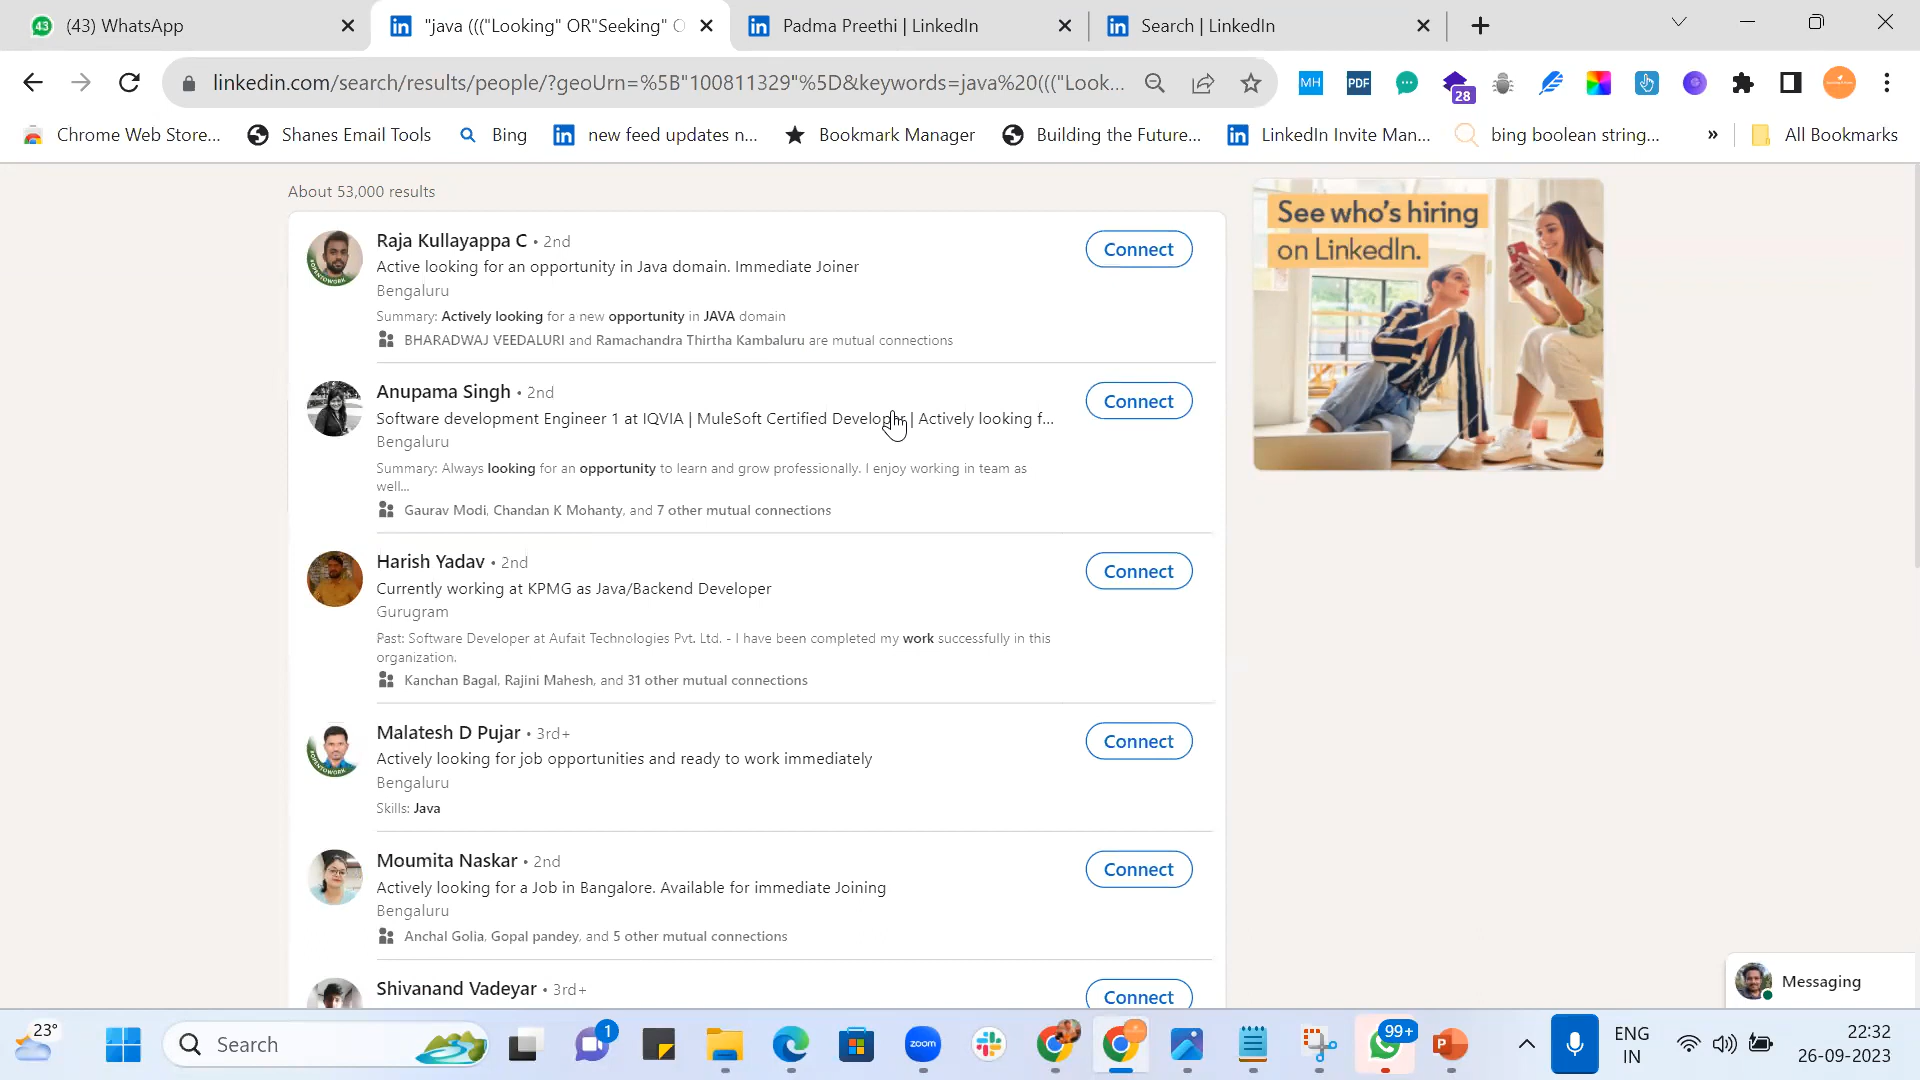 (43) WhatsApp
"java ((("Looking" OR"Seeking" O
Padma Preethi | LinkedIn
Search | LinkedIn
linkedin.com/search/results/people/?geoUrn=%5B"100811329"%5D&keywords=java%20((("Look...
MH
PDF
28
Chrome Web Store...
Shanes Email Tools
Bing
new feed updates n...
Bookmark Manager
Building the Future...
LinkedIn Invite Man...
bing boolean string...
»
All Bookmarks
About 53,000 results
See who's hiring
on LinkedIn.
Raja Kullayappa C • 2nd
Connect
Active looking for an opportunity in Java domain. Immediate Joiner
Bengaluru
Summary: Actively looking for a new opportunity in JAVA domain
BHARADWAJ VEEDALURI and Ramachandra Thirtha Kambaluru are mutual connections
Anupama Singh • 2nd
Connect
Software development Engineer 1 at IQVIA | MuleSoft Certified Developer | Actively looking f...
Bengaluru
Summary: Always looking for an opportunity to learn and grow professionally. I enjoy working in team as
well...
Gaurav Modi, Chandan K Mohanty, and 7 other mutual connections
Harish Yadav • 2nd
Connect
Currently working at KPMG as Java/Backend Developer
Gurugram
Past: Software Developer at Aufait Technologies Pvt. Ltd. - I have been completed my work successfully in this
organization.
Kanchan Bagal, Rajini Mahesh, and 31 other mutual connections
Malatesh D Pujar • 3rd+
Connect
Actively looking for job opportunities and ready to work immediately
Bengaluru
Skills: Java
Moumita Naskar • 2nd
Connect
Actively looking for a Job in Bangalore. Available for immediate Joining
Bengaluru
Anchal Golia, Gopal pandey, and 5 other mutual connections
Shivanand Vadeyar • 3rd+
Connect
Messaging
23°
Search
1
zoom
99+
ENG
IN
22:32
26-09-2023